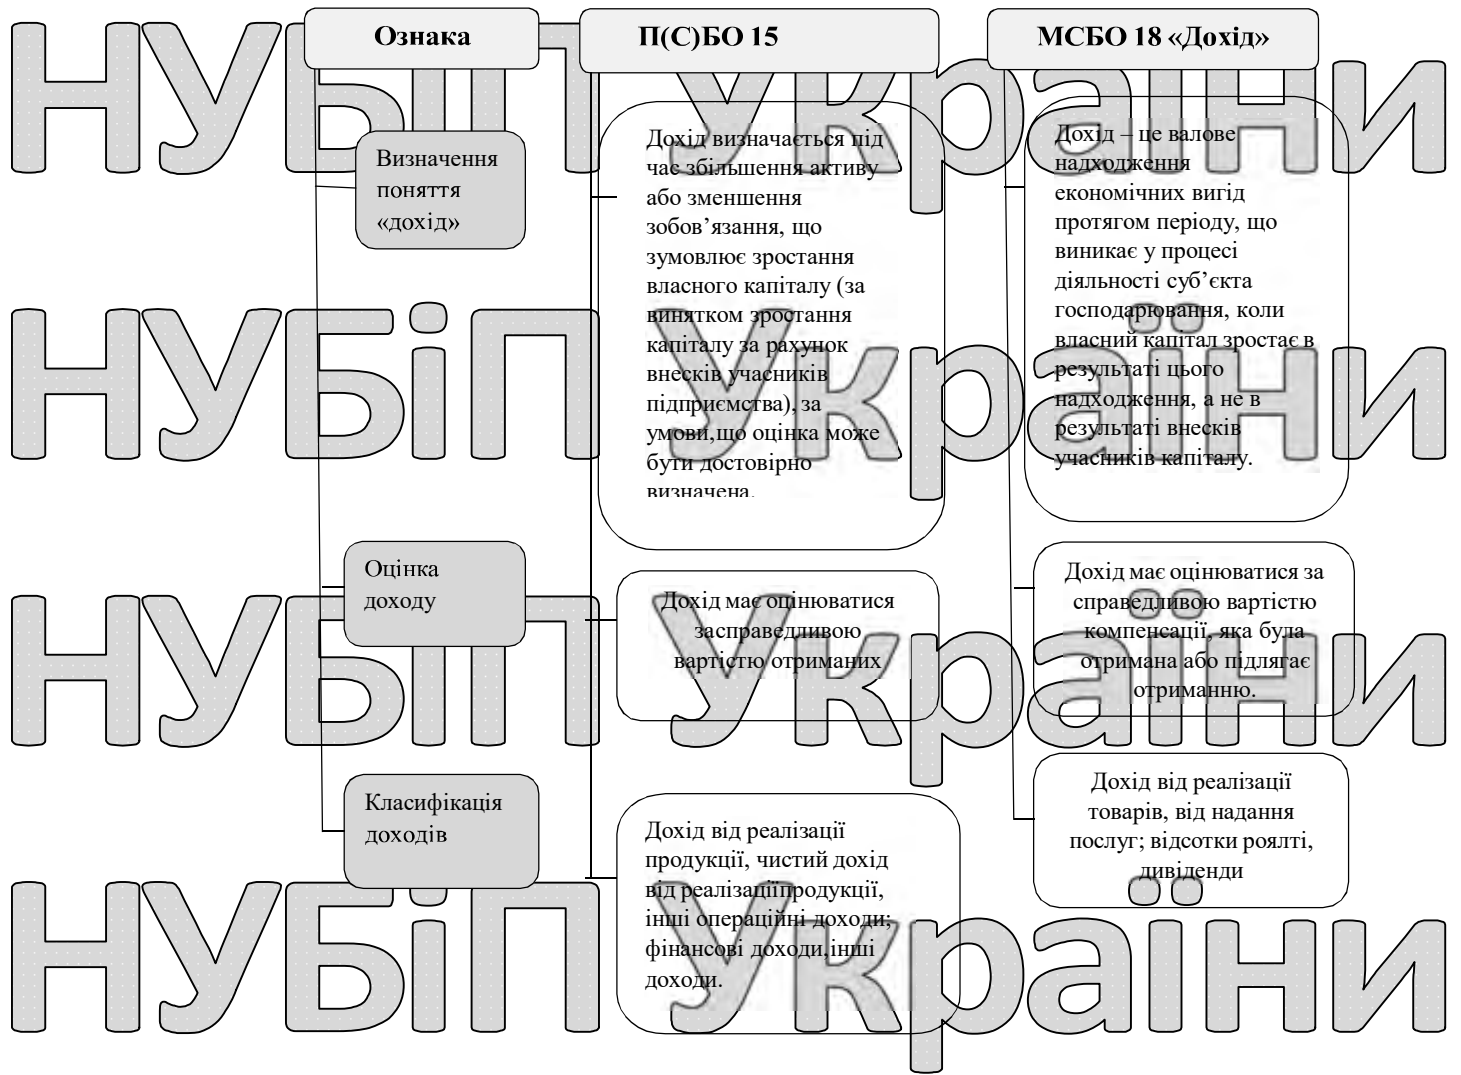 Ознака
П(С)БО 15
МСБО 18 «Дохід»
НУБіП України
Визначення
поняття
«дохід»
Дохід визначається під
час збільшення активу
або зменшення
зобов’язання, що
зумовлює зростання
власного капіталу (за
винятком зростання
капіталу за рахунок
внесків учасників
підприємства), за
умови,що оцінка може
бути достовірно
визначена.
Дохід – це валове
надходження
економічних вигід
протягом періоду, що
виникає у процесі
діяльності суб’єкта
господарювання, коли
власний капітал зростає в
результаті цього
надходження, а не в
результаті внесків
учасників капіталу.
НУБіП України
Оцінка
доходу
Дохід має оцінюватися
засправедливою
вартістю отриманих
Дохід має оцінюватися за
справедливою вартістю
компенсації, яка була
отримана або підлягає
отриманню.
НУБіП України
Класифікація
доходів
Дохід від реалізації
продукції, чистий дохід
від реалізаціїпродукції,
інші операційні доходи;
фінансові доходи,інші
доходи.
Дохід від реалізації
товарів, від надання
послуг; відсотки роялті,
дивіденди
НУБіП України